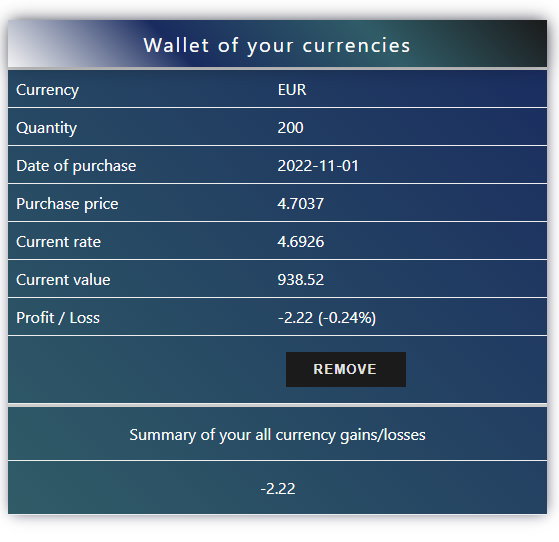 Wallet of your currencies
Currency EUR
Quantity 200
Date of purchase 2022-11-01
Purchase price 4.7037
Current rate 4.6926
Current value 938.52
Profit / Loss -2.22 (-0.24%)
REMOVE
Summary of your all currency gains/losses
-2.22